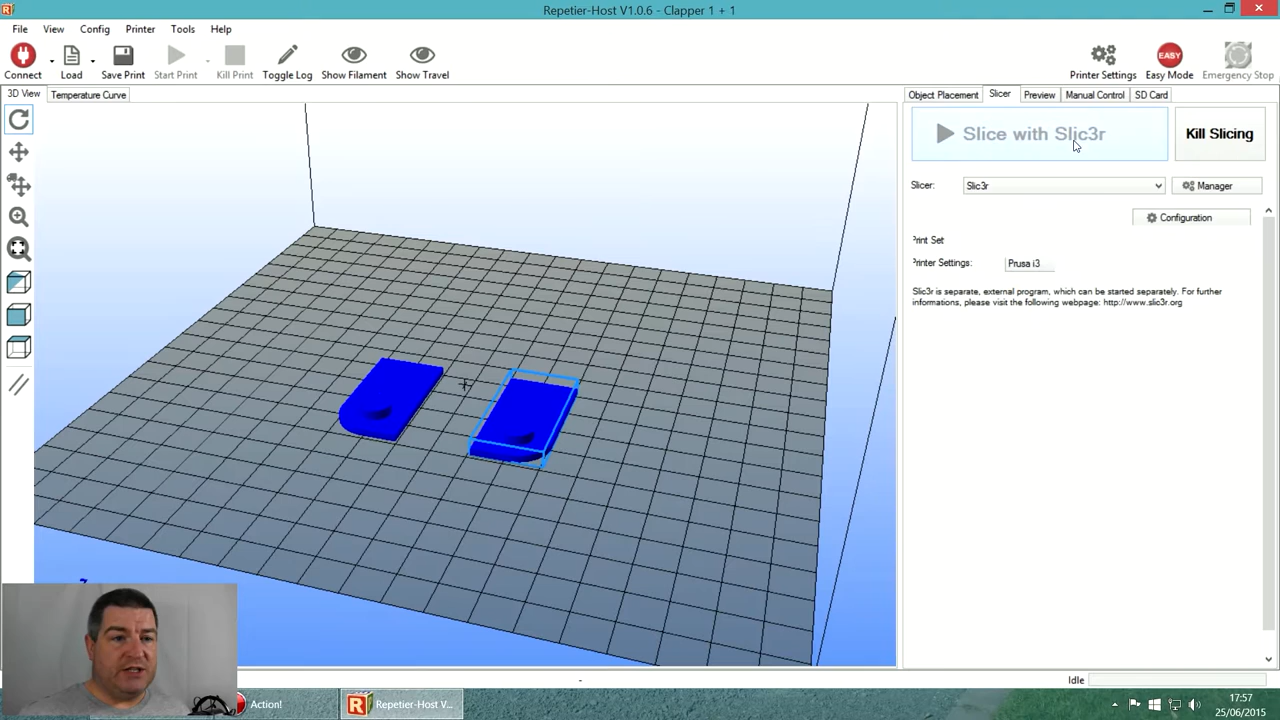 Repetier-Host V1.0.6 - Clapper 1 + 1
File View Config Printer Tools Help
Connect Load Save Print Start Print Kill Print Toggle Log Show Filament Show Travel Printer Settings Easy Mode Emergency Stop
EASY
3D View Temperature Curve
Object Placement Slicer Preview Manual Control SD Card
Slice with Slic3r
Kill Slicing
Slicer: Slic3r Manager
Configuration
Print Set
Printer Settings: Prusa i3
Slic3r is separate, external program, which can be started separately. For further
informations, please visit the following webpage: http://www.slic3r.org
-
Idle
Action!
Repetier-Host V...
17:57
25/06/2015